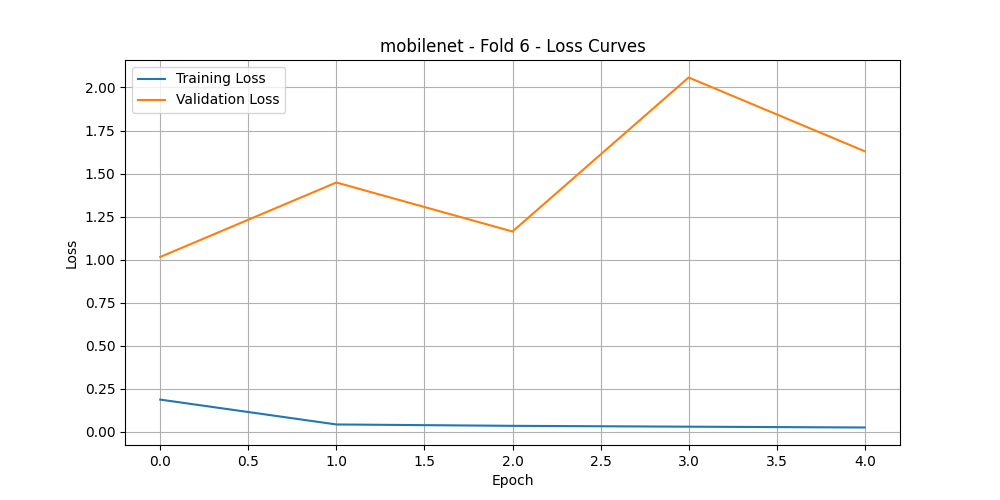 mobilenet - Fold 6 - Loss Curves
Training Loss
Validation Loss
2.00
1.75
1.50
1.25
1.00
0.75
0.50
0.25
0.00
Loss
0.0 0.5 1.0 1.5 2.0 2.5 3.0 3.5 4.0
Epoch